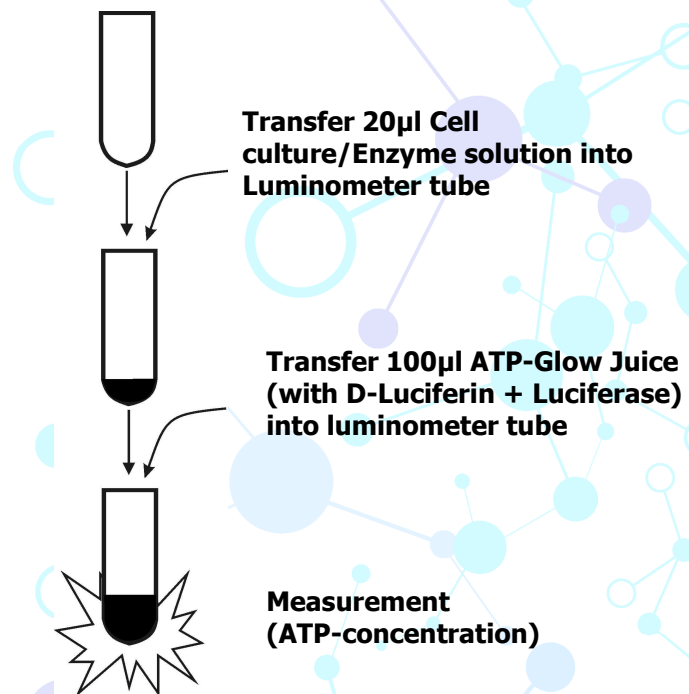 Transfer 20µl Cell
culture/Enzyme solution into
Luminometer tube
Transfer 100µl ATP-Glow Juice
(with D-Luciferin + Luciferase)
into luminometer tube
Measurement
(ATP-concentration)